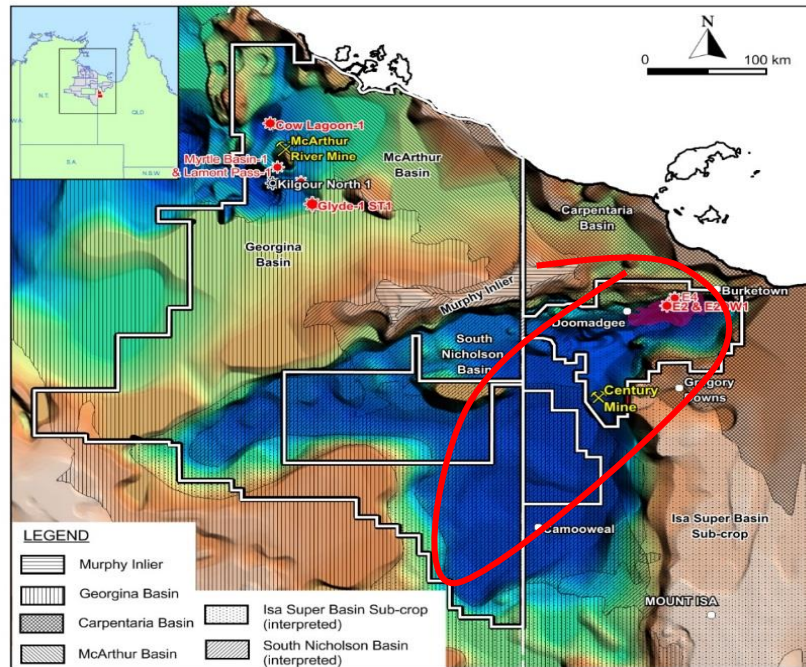 N.T.
QLD.
W.A.
S.A.
N.S.W.
N
0 100 km
Cow Lagoon-1
McArthur
River Mine
Myrtle Basin-1
& Lamont Pass-1
Kilgour North 1
Glyde-1 ST1
McArthur
Basin
Georgina
Basin
Carpentaria
Basin
Murphy Inlier
Burketown
E4
Doomadgee
South
Nicholson
Basin
Gregory
Downs
Century
Mine
Camooweal
Isa Super Basin
Sub-crop
MOUNT ISA
LEGEND
Murphy Inlier
Georgina Basin
Carpentaria Basin
McArthur Basin
Isa Super Basin Sub-crop
(interpreted)
South Nicholson Basin
(interpreted)